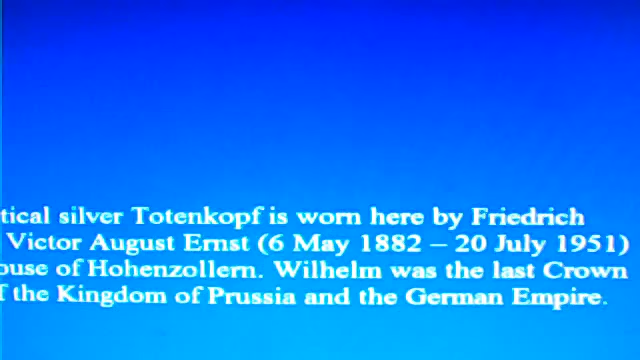 tical silver Totenkopf is worn here by Friedrich
Victor August Ernst (6 May 1882 – 20 July 1951)
ouse of Hohenzollern. Wilhelm was the last Crown
f the Kingdom of Prussia and the German Empire.